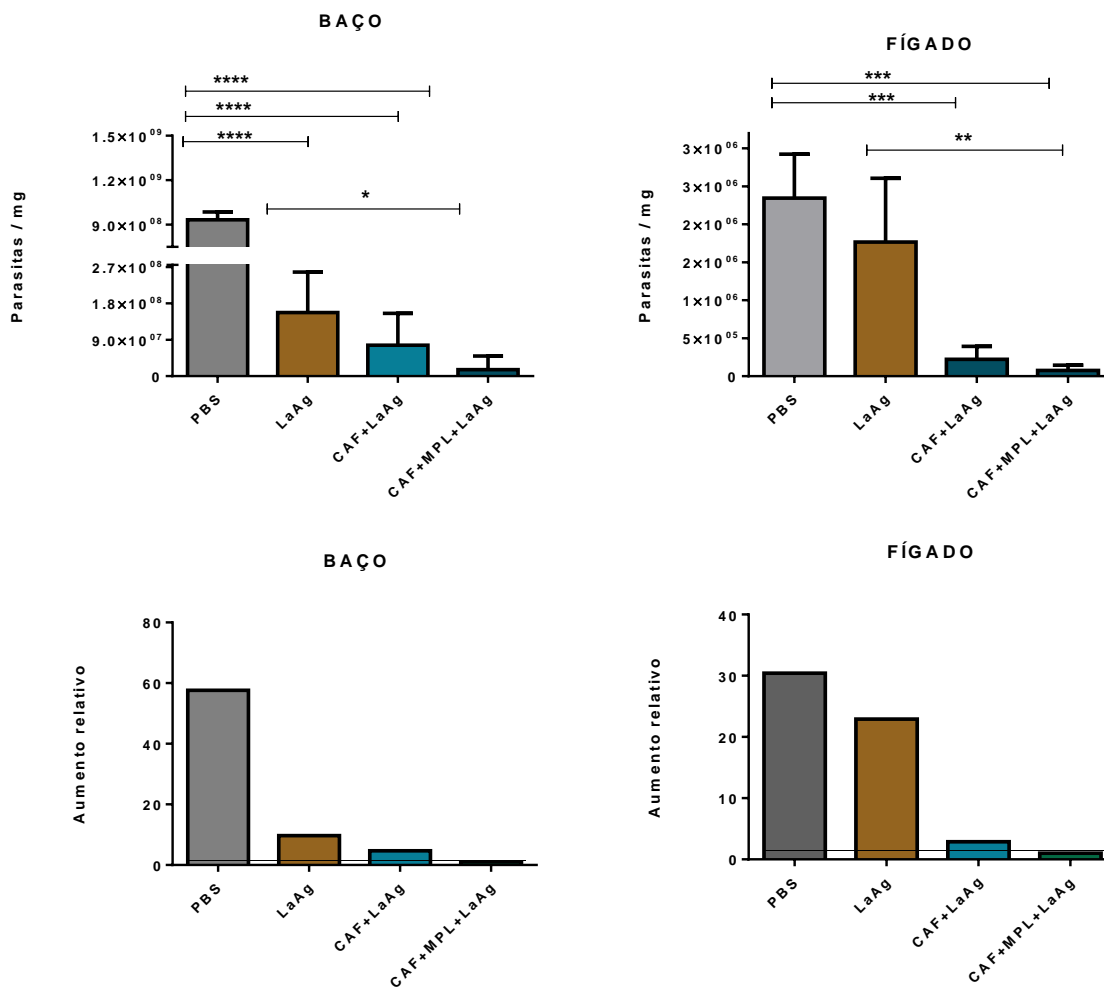 BAÇO
****
****
****
*
Parasitas / mg
1.5×10⁰⁹
1.2×10⁰⁹
9.0×10⁰⁸
2.7×10⁰⁸
1.8×10⁰⁸
9.0×10⁰⁷
0
PBS
LaAg
CAF+LaAg
CAF+MPL+LaAg
FÍGADO
***
***
**
Parasitas / mg
3×10⁰⁶
3×10⁰⁶
2×10⁰⁶
2×10⁰⁶
1×10⁰⁶
5×10⁰⁵
0
PBS
LaAg
CAF+LaAg
CAF+MPL+LaAg
BAÇO
Aumento relativo
80
60
40
20
0
PBS
LaAg
CAF+LaAg
CAF+MPL+LaAg
FÍGADO
Aumento relativo
40
30
20
10
0
PBS
LaAg
CAF+LaAg
CAF+MPL+LaAg